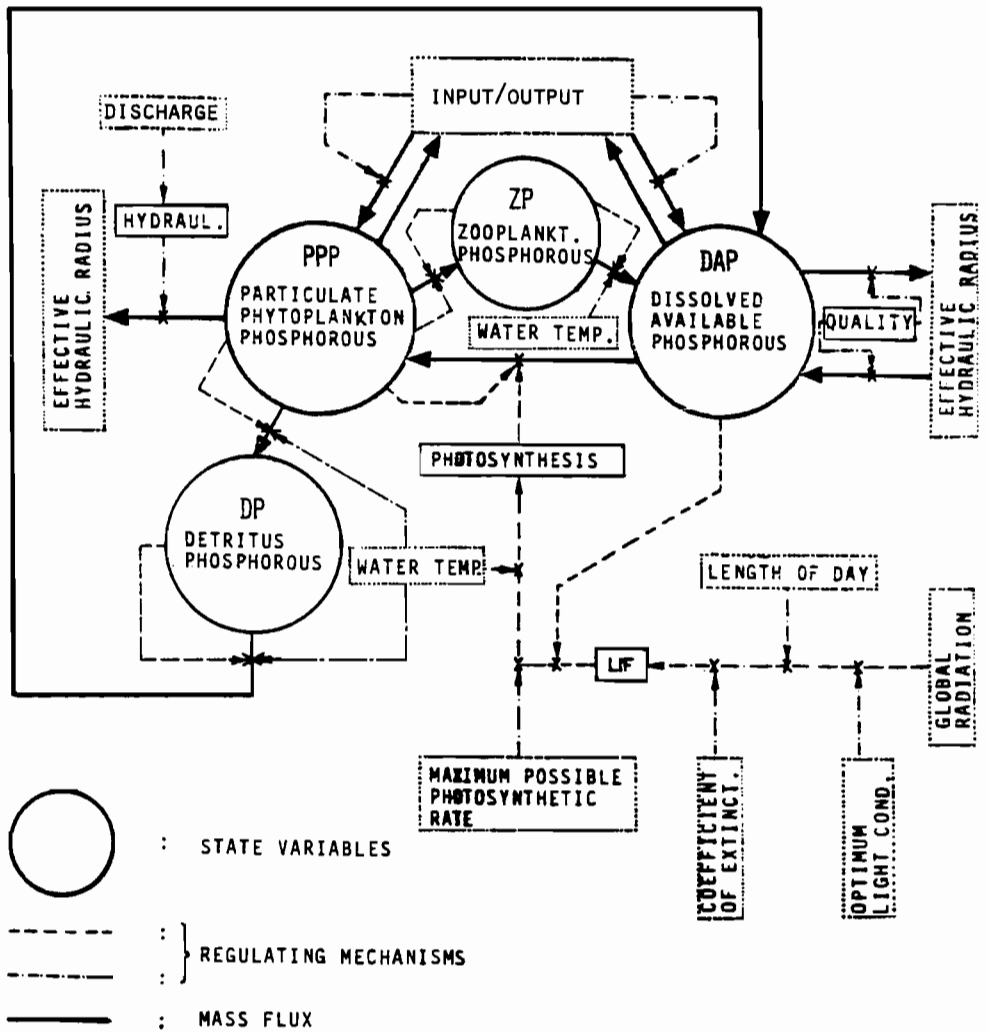 INPUT/OUTPUT
DISCHARGE
HYDRAUL.
EFFECTIVE
HYDRAULIC RADIUS
PPP
PARTICULATE
PHYTOPLANKTON
PHOSPHOROUS
ZP
ZOOPLANKT.
PHOSPHOROUS
WATER TEMP.
DAP
DISSOLVED
AVAILABLE
PHOSPHOROUS
QUALITY
EFFECTIVE
HYDRAULIC RADIUS
PHOTOSYNTHESIS
DP
DETRITUS
PHOSPHOROUS
WATER TEMP.
LENGTH OF DAY
LIF
GLOBAL
RADIATION
MAXIMUM POSSIBLE
PHOTOSYNTHETIC
RATE
COEFFICIENT
OF EXTINCT.
OPTIMUM
LIGHT COND.
: STATE VARIABLES
:
} REGULATING MECHANISMS
:
: MASS FLUX